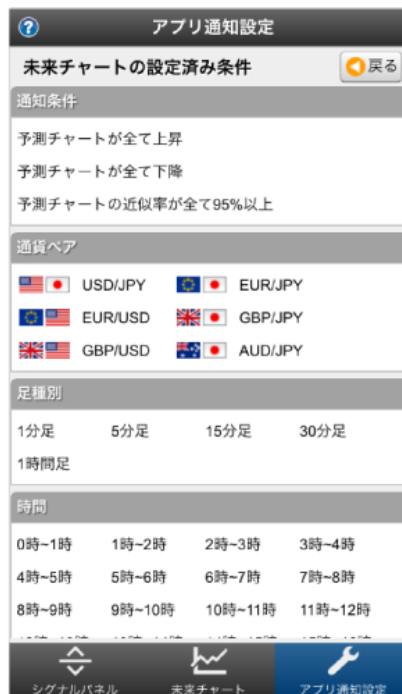 アプリ通知設定
未来チャートの設定済み条件 戻る
通知条件
予測チャートが全て上昇
予測チャートが全て下降
予測チャートの近似率が全て95%以上
通貨ペア
USD/JPY EUR/JPY
EUR/USD GBP/JPY
GBP/USD AUD/JPY
足種別
1分足 5分足 15分足 30分足
1時間足
時間
0時~1時 1時~2時 2時~3時 3時~4時
4時~5時 5時~6時 6時~7時 7時~8時
8時~9時 9時~10時 10時~11時 11時~12時
シグナルパネル 未来チャート アプリ通知設定